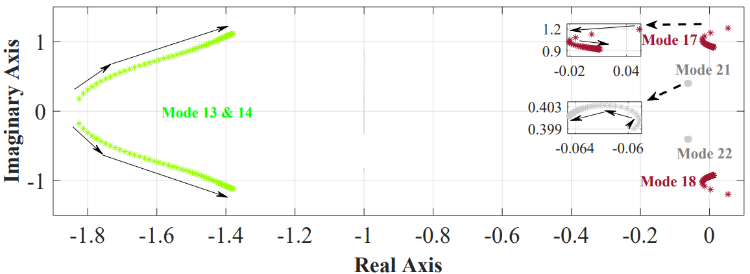 1.2
0.9
-0.02 0.04
Mode 17
Mode 21
Mode 13 & 14
0.403
0.399
-0.064 -0.06
Mode 22
Mode 18
1
0
-1
Imaginary Axis
-1.8 -1.6 -1.4 -1.2 -1 -0.8 -0.6 -0.4 -0.2 0
Real Axis